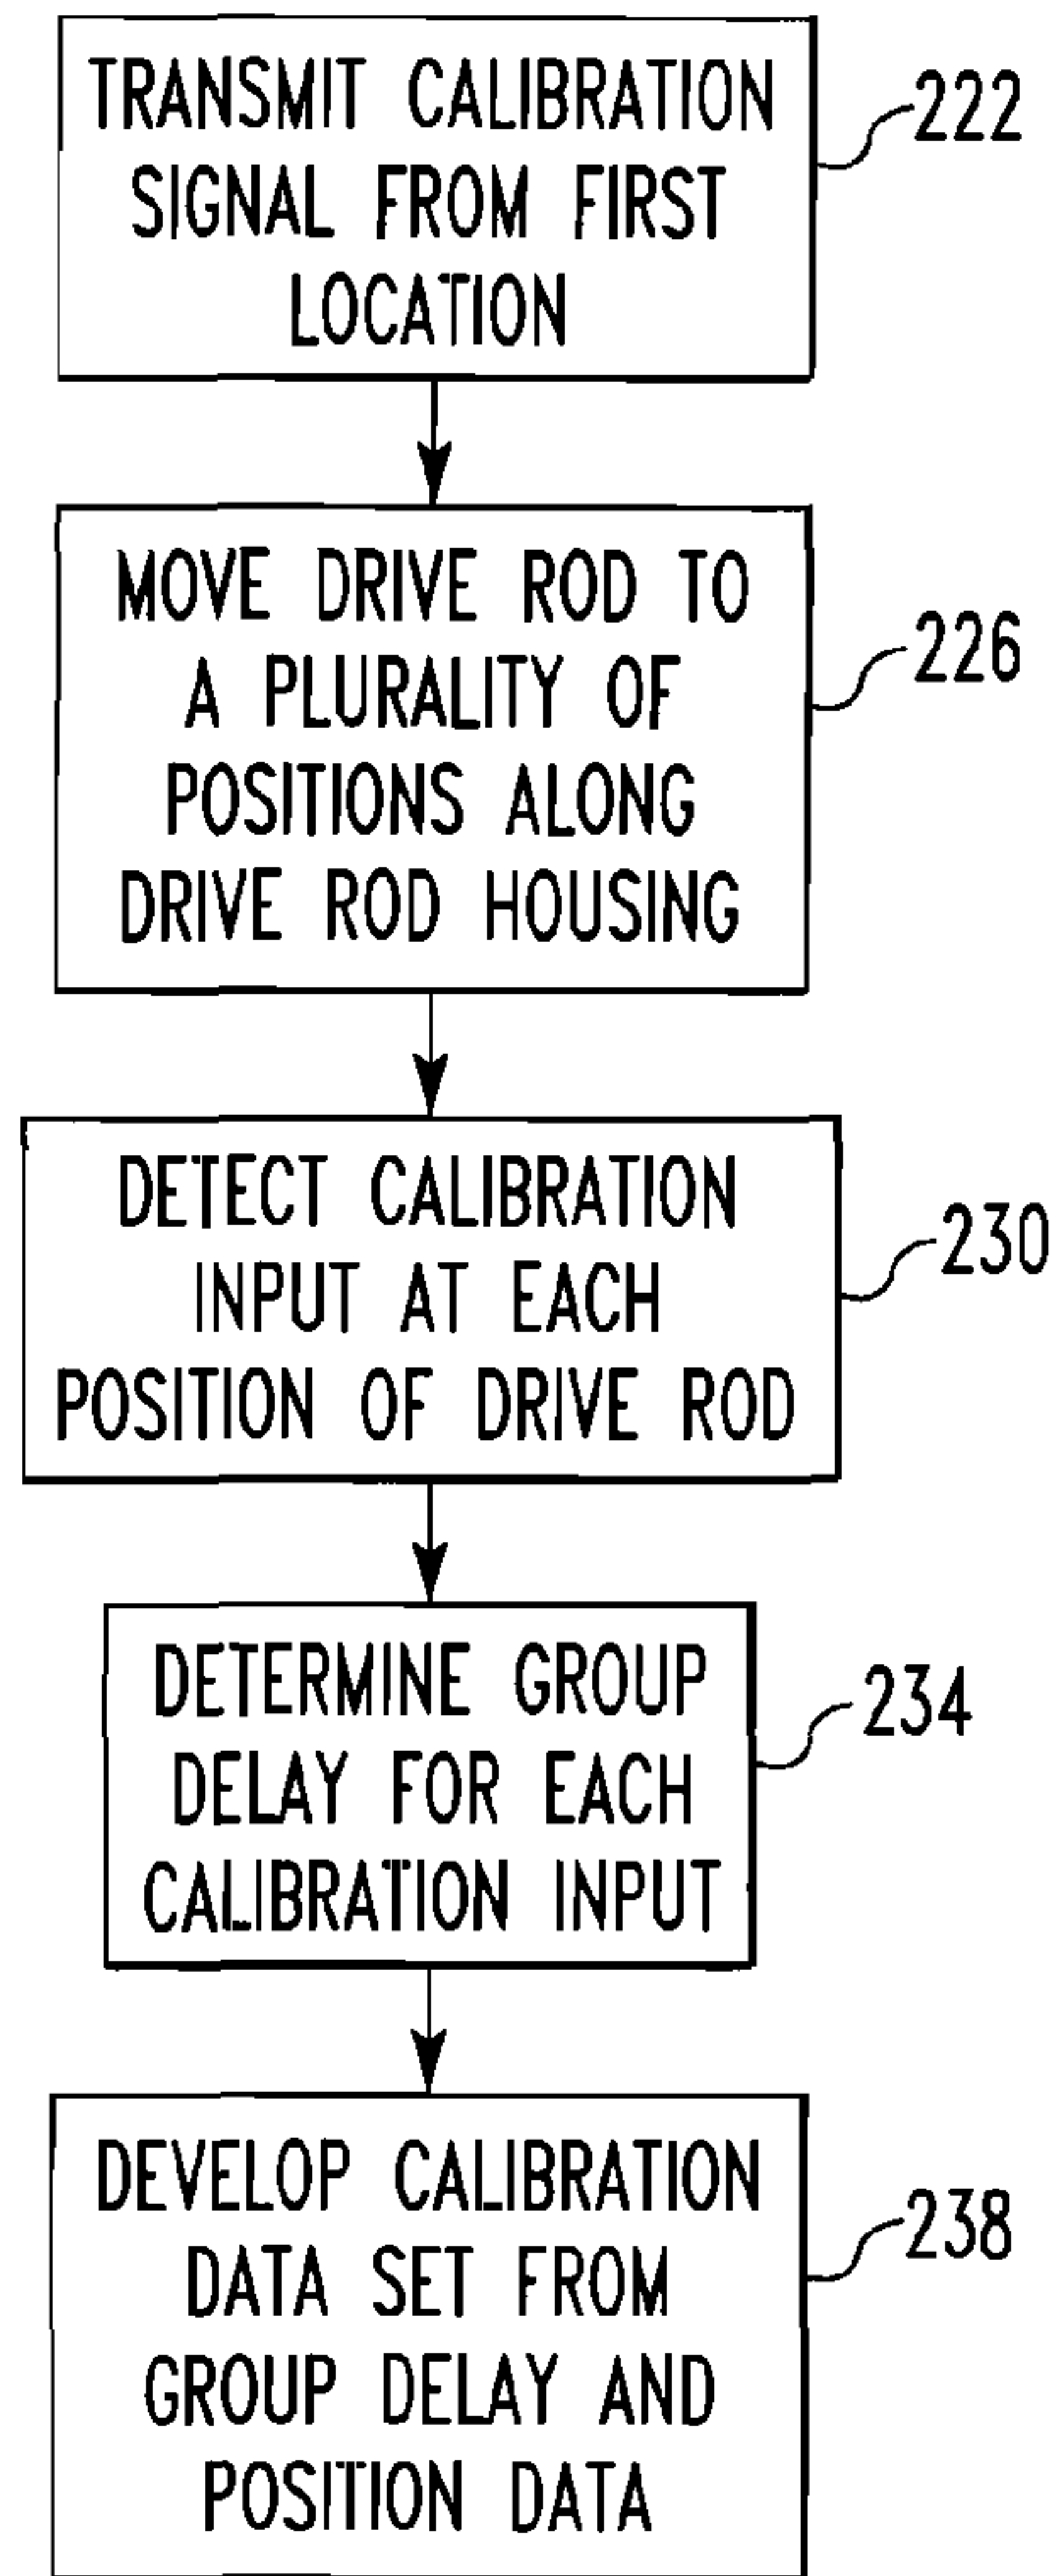 TRANSMIT CALIBRATION
SIGNAL FROM FIRST
LOCATION
222
MOVE DRIVE ROD TO
A PLURALITY OF
POSITIONS ALONG
DRIVE ROD HOUSING
226
DETECT CALIBRATION
INPUT AT EACH
POSITION OF DRIVE ROD
230
DETERMINE GROUP
DELAY FOR EACH
CALIBRATION INPUT
234
DEVELOP CALIBRATION
DATA SET FROM
GROUP DELAY AND
POSITION DATA
238